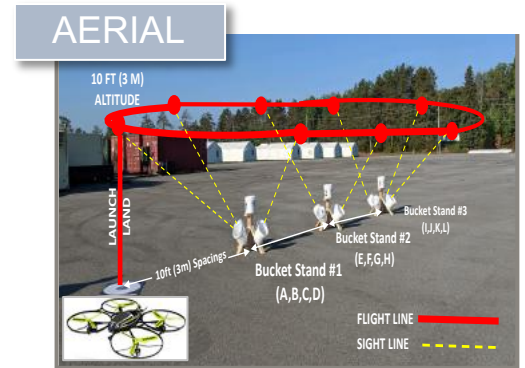 AERIAL
10 FT (3 M)
ALTITUDE
LAUNCH
LAND
10ft (3m) Spacings
Bucket Stand #1
(A,B,C,D)
Bucket Stand #2
(E,F,G,H)
Bucket Stand #3
(I,J,K,L)
FLIGHT LINE
SIGHT LINE